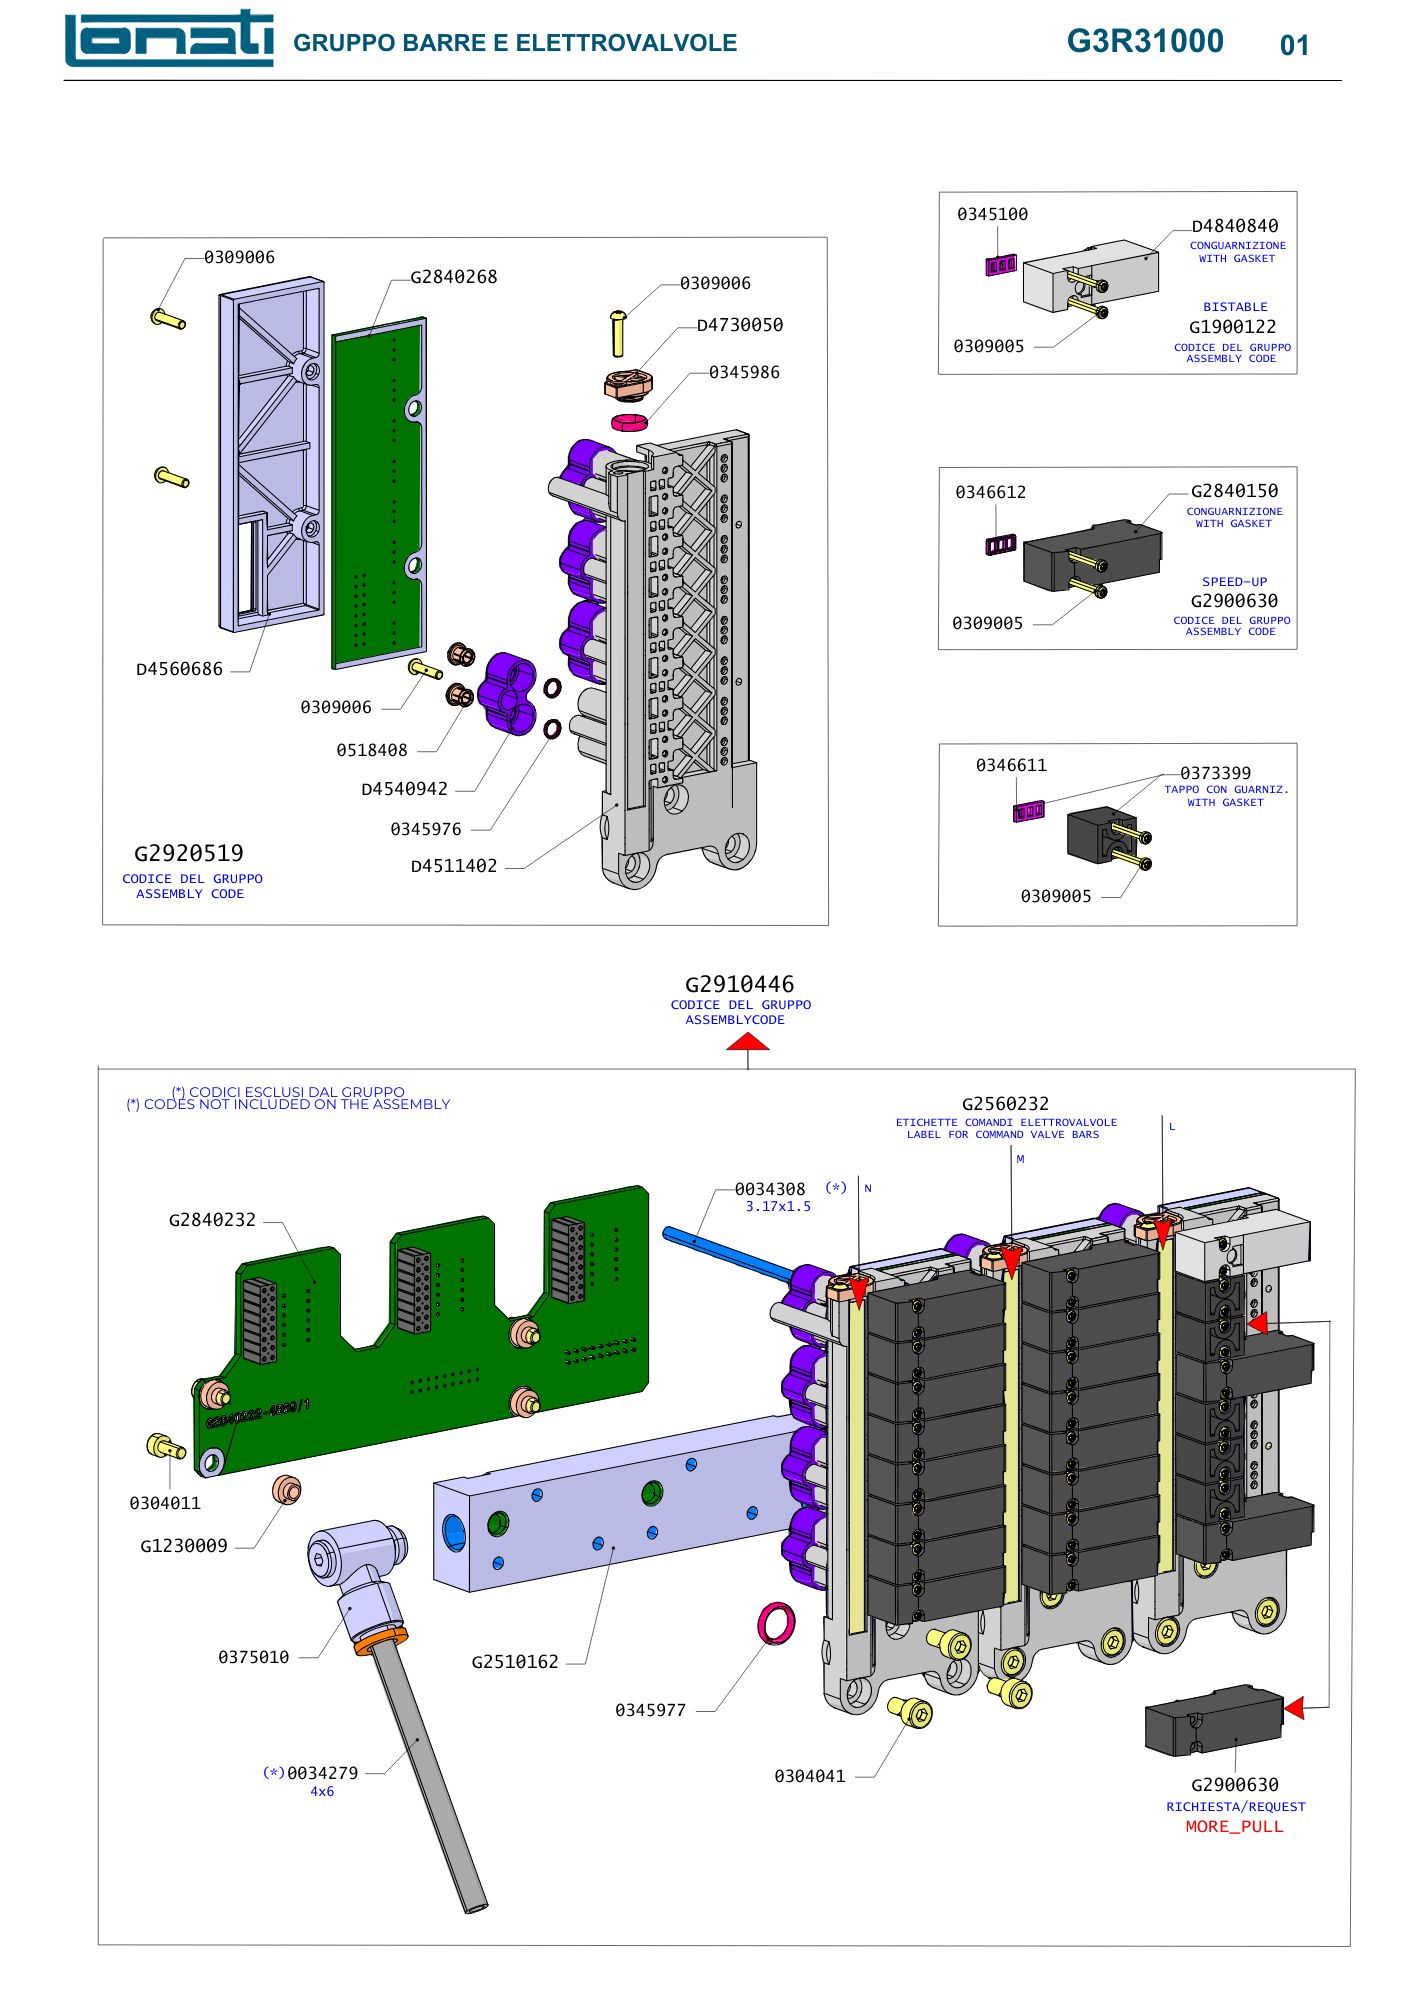 Lonati
GRUPPO BARRE E ELETTROVALVOLE
G3R31000
01
0309006
G2840268
0309006
D4730050
0345986
D4560686
0309006
0518408
D4540942
0345976
D4511402
G2920519
CODICE DEL GRUPPO
ASSEMBLY CODE
0345100
D4840840
CONGUARNIZIONE
WITH GASKET
BISTABLE
G1900122
CODICE DEL GRUPPO
ASSEMBLY CODE
0309005
0346612
G2840150
CONGUARNIZIONE
WITH GASKET
SPEED-UP
G2900630
CODICE DEL GRUPPO
ASSEMBLY CODE
0309005
0346611
0373399
TAPPO CON GUARNIZ.
WITH GASKET
0309005
G2910446
CODICE DEL GRUPPO
ASSEMBLYCODE
(*) CODICI ESCLUSI DAL GRUPPO
(*) CODES NOT INCLUDED ON THE ASSEMBLY
G2560232
ETICHETTE COMANDI ELETTROVALVOLE
LABEL FOR COMMAND VALVE BARS
L
M
N
0034308 (*)
3.17x1.5
G2840232
0304011
G1230009
0375010
G2510162
0345977
(*)0034279
4x6
0304041
G2900630
RICHIESTA/REQUEST
MORE_PULL